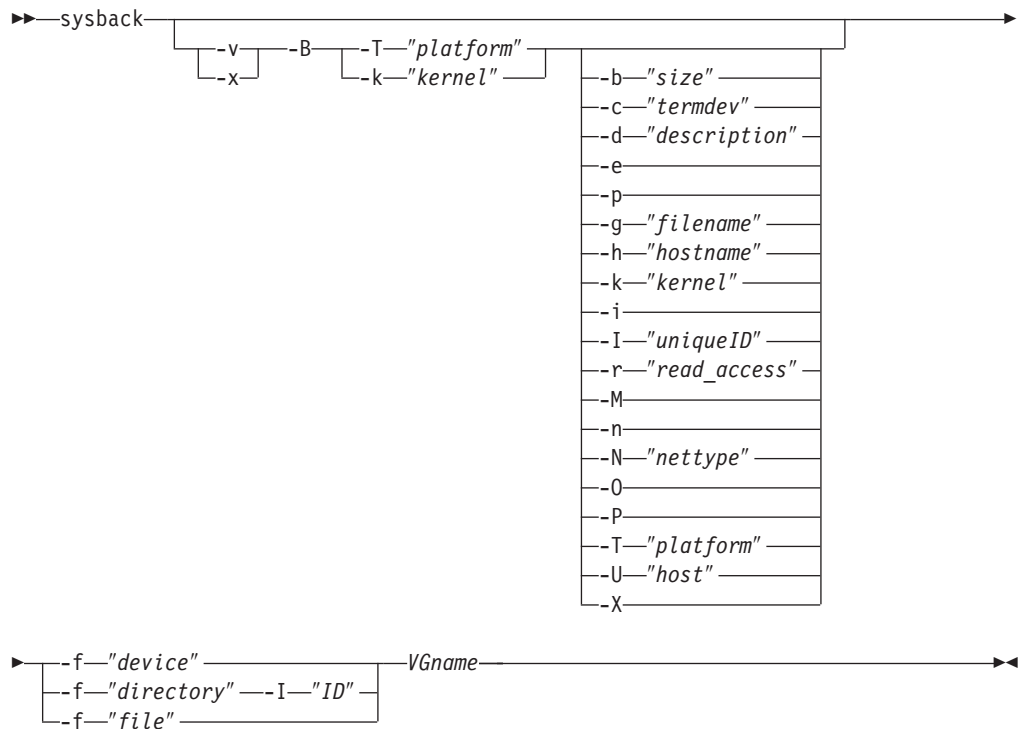 sysback
-v -B -T "platform"
-x -k "kernel"
-b "size"
-c "termdev"
-d "description"
-e
-p
-g "filename"
-h "hostname"
-k "kernel"
-i
-I "uniqueID"
-r "read_access"
-M
-n
-N "nettype"
-O
-P
-T "platform"
-U "host"
-X
-f "device" VGname
-f "directory" -I "ID"
-f "file"